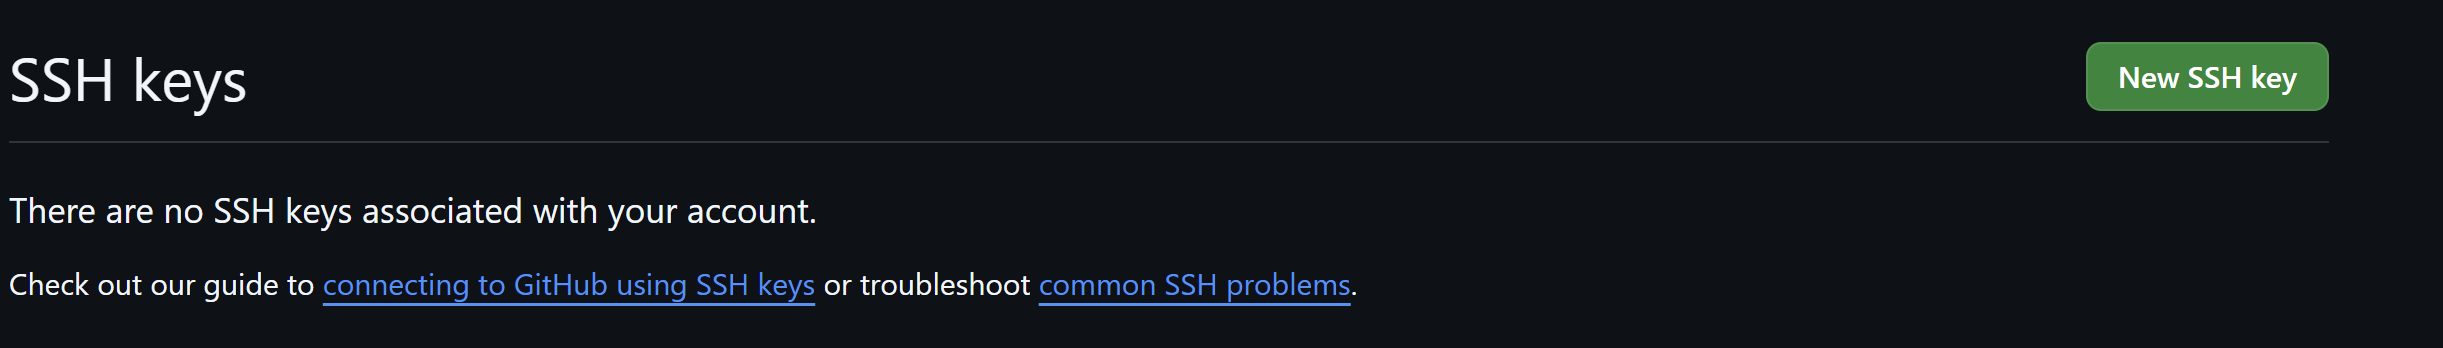 SSH keys
New SSH key
There are no SSH keys associated with your account.
Check out our guide to connecting to GitHub using SSH keys or troubleshoot common SSH problems.